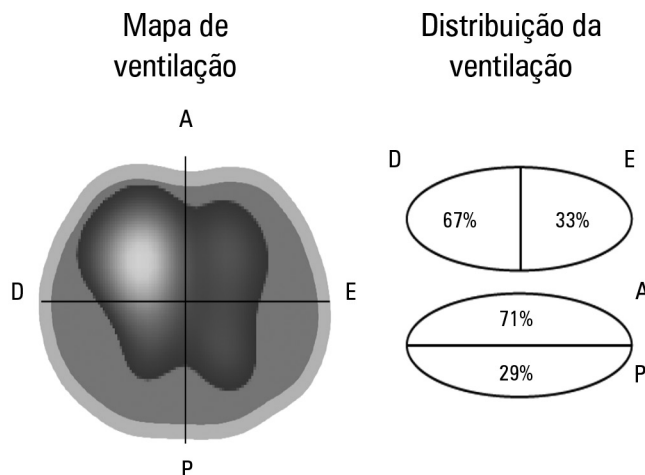 Mapa de
ventilação
A
D
E
P
Distribuição da
ventilação
D
E
67%
33%
A
71%
29%
P